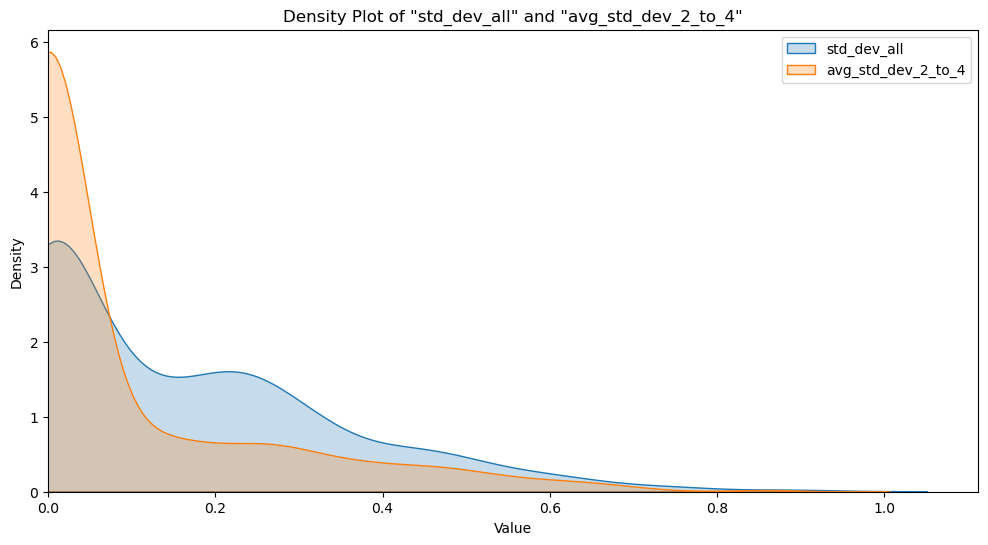 Density Plot of "std_dev_all" and "avg_std_dev_2_to_4"
std_dev_all
avg_std_dev_2_to_4
Density
6
5
4
3
2
1
0
0.0 0.2 0.4 0.6 0.8 1.0
Value